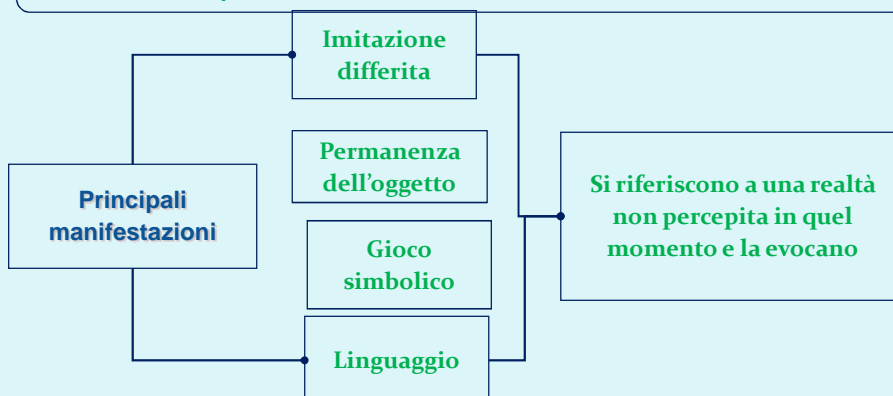 Imitazione
differita
Permanenza
dell'oggetto
Principali
manifestazioni
Gioco
simbolico
Linguaggio
Si riferiscono a una realtà
non percepita in quel
momento e la evocano